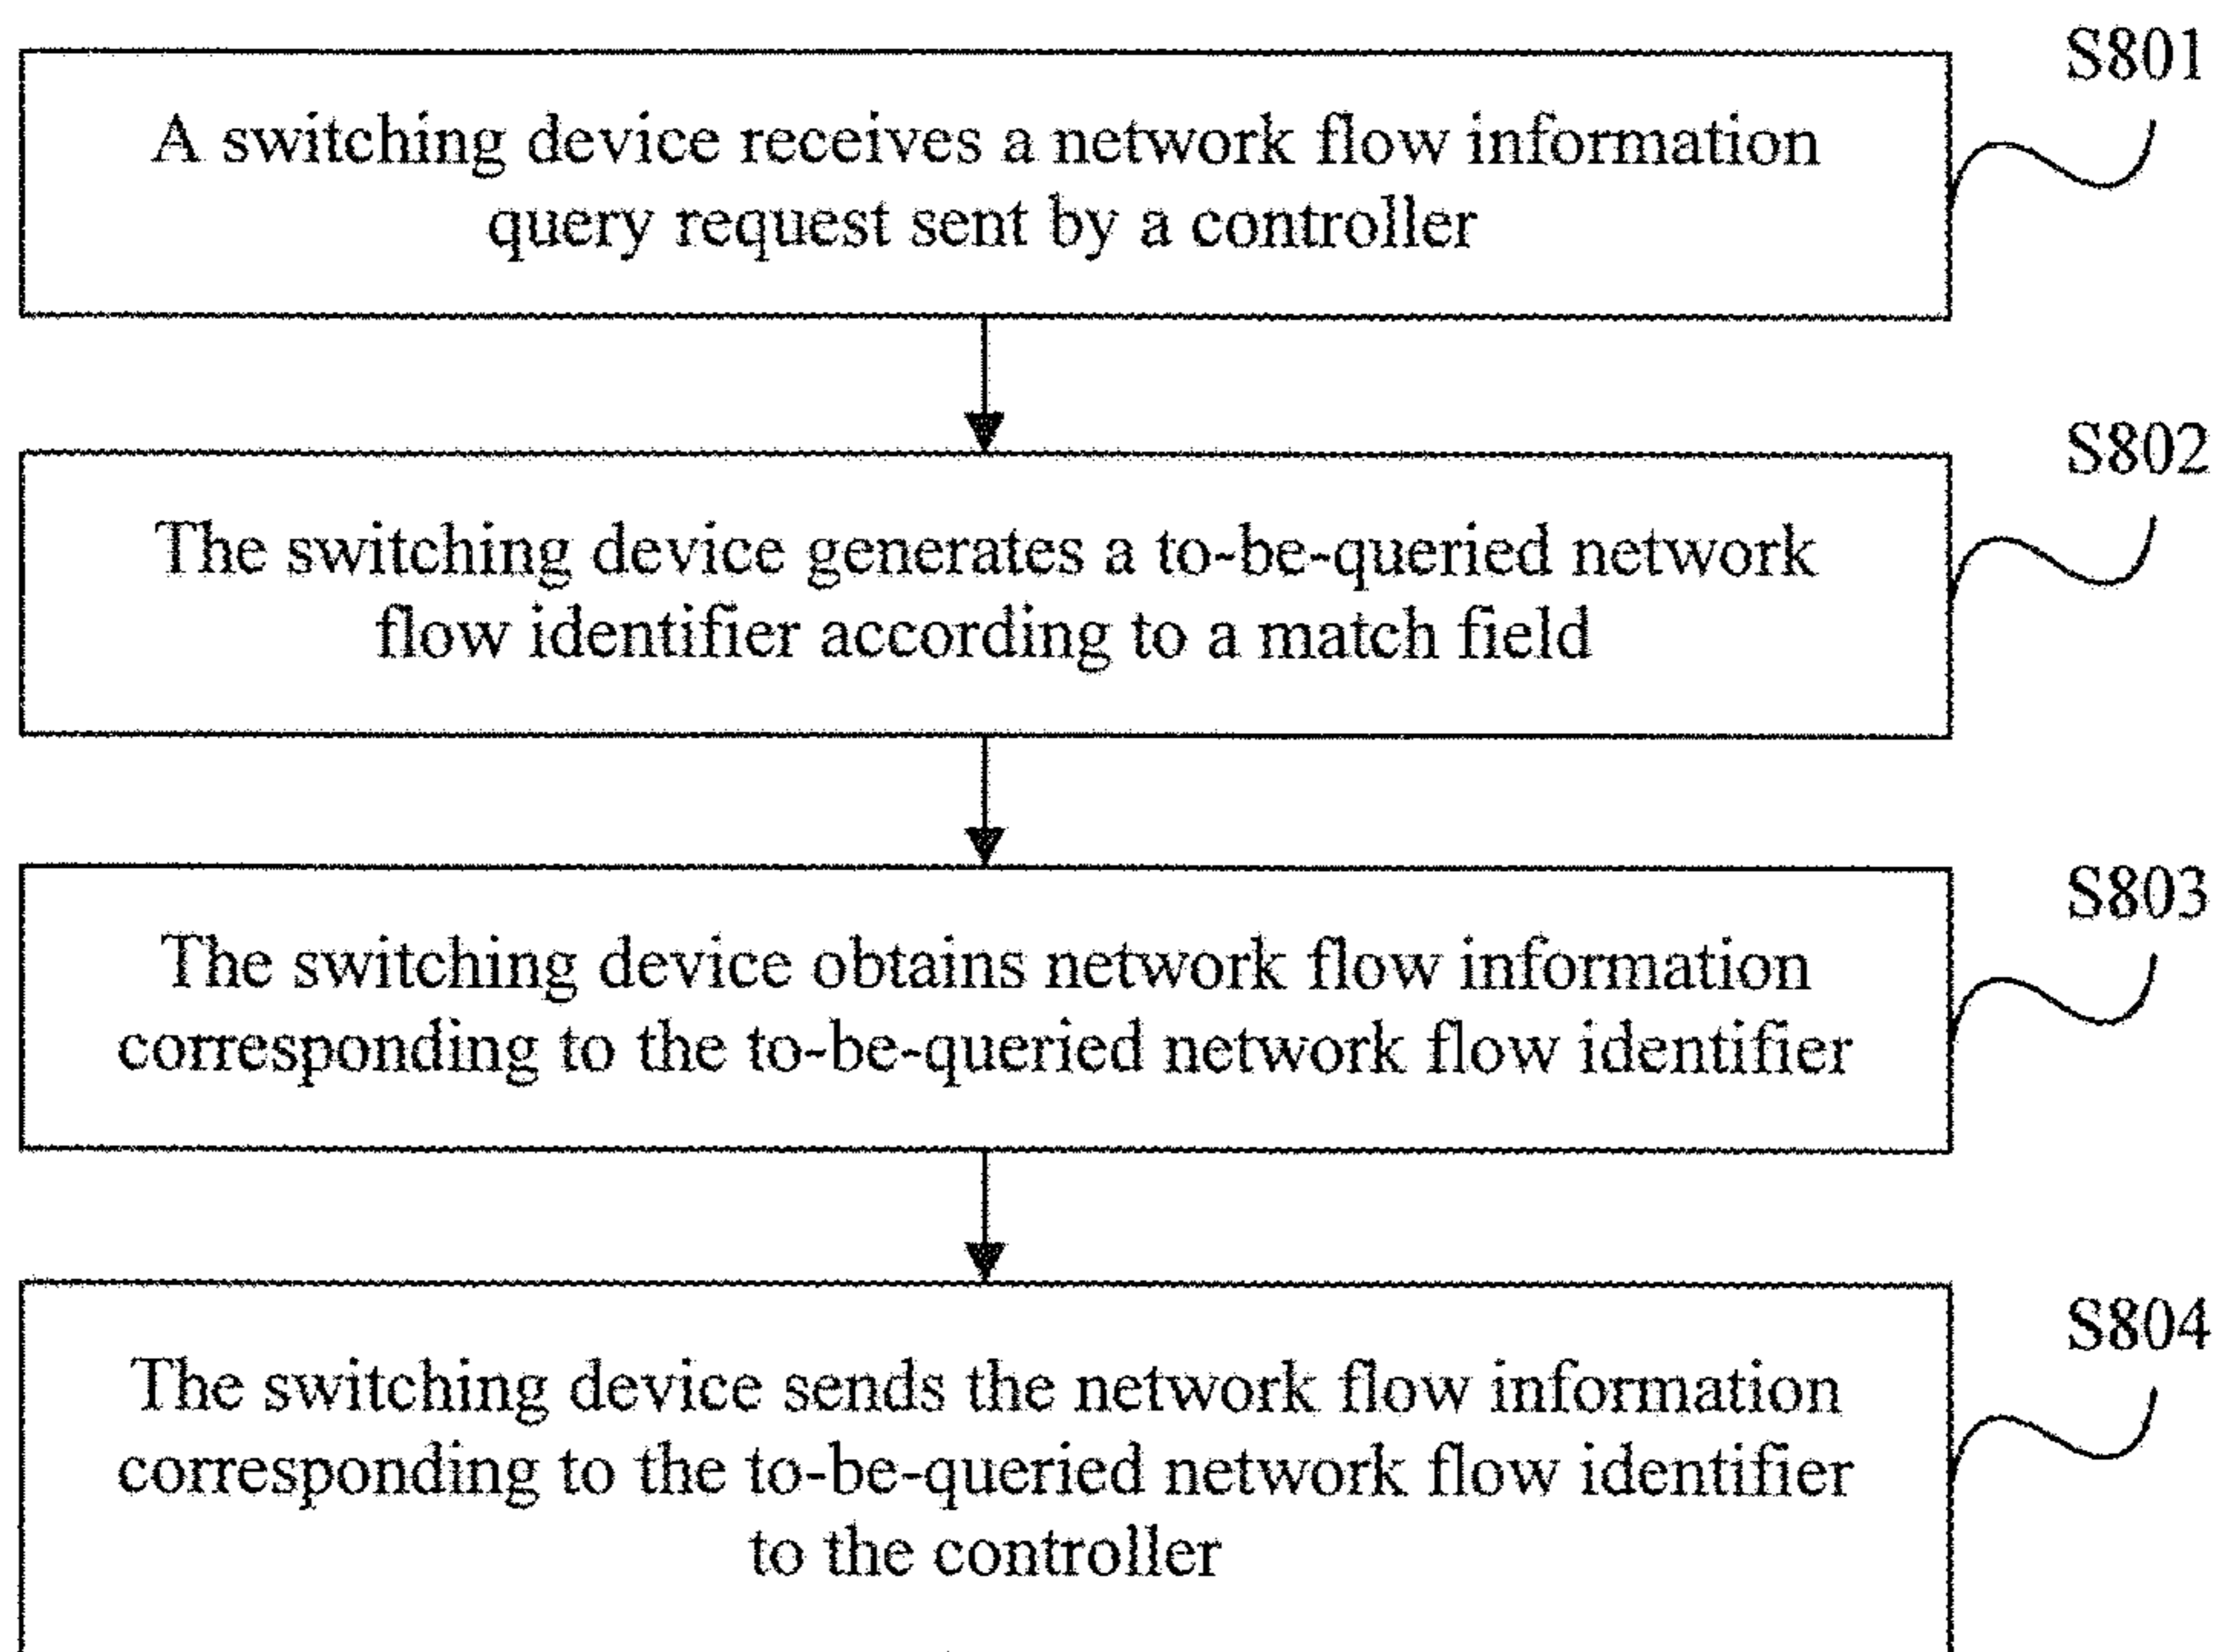 S801
A switching device receives a network flow information
query request sent by a controller
S802
The switching device generates a to-be-queried network
flow identifier according to a match field
S803
The switching device obtains network flow information
corresponding to the to-be-queried network flow identifier
S804
The switching device sends the network flow information
corresponding to the to-be-queried network flow identifier
to the controller